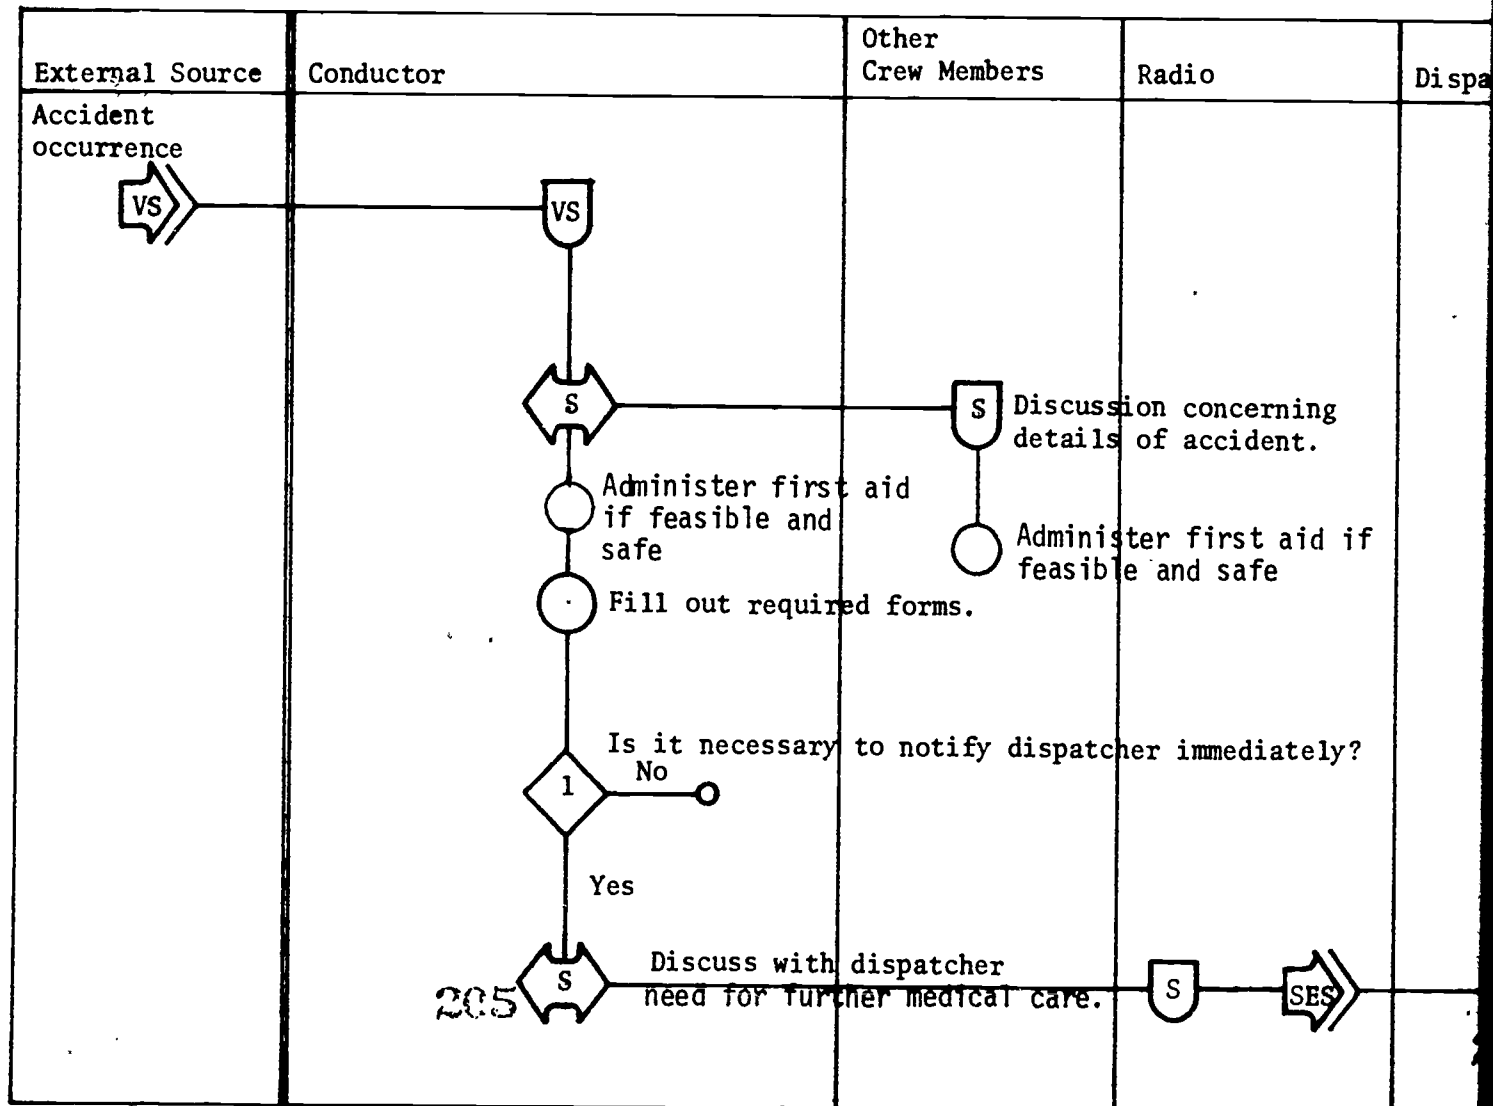 External Source
Conductor
Other
Crew Members
Radio
Dispa
Accident
occurrence
VS
VS
S
S
Discussion concerning
details of accident.
Administer first aid
if feasible and
safe
Administer first aid if
feasible and safe
Fill out required forms.
Is it necessary to notify dispatcher immediately?
1
No
Yes
S
Discuss with dispatcher
need for further medical care.
S
SES
205